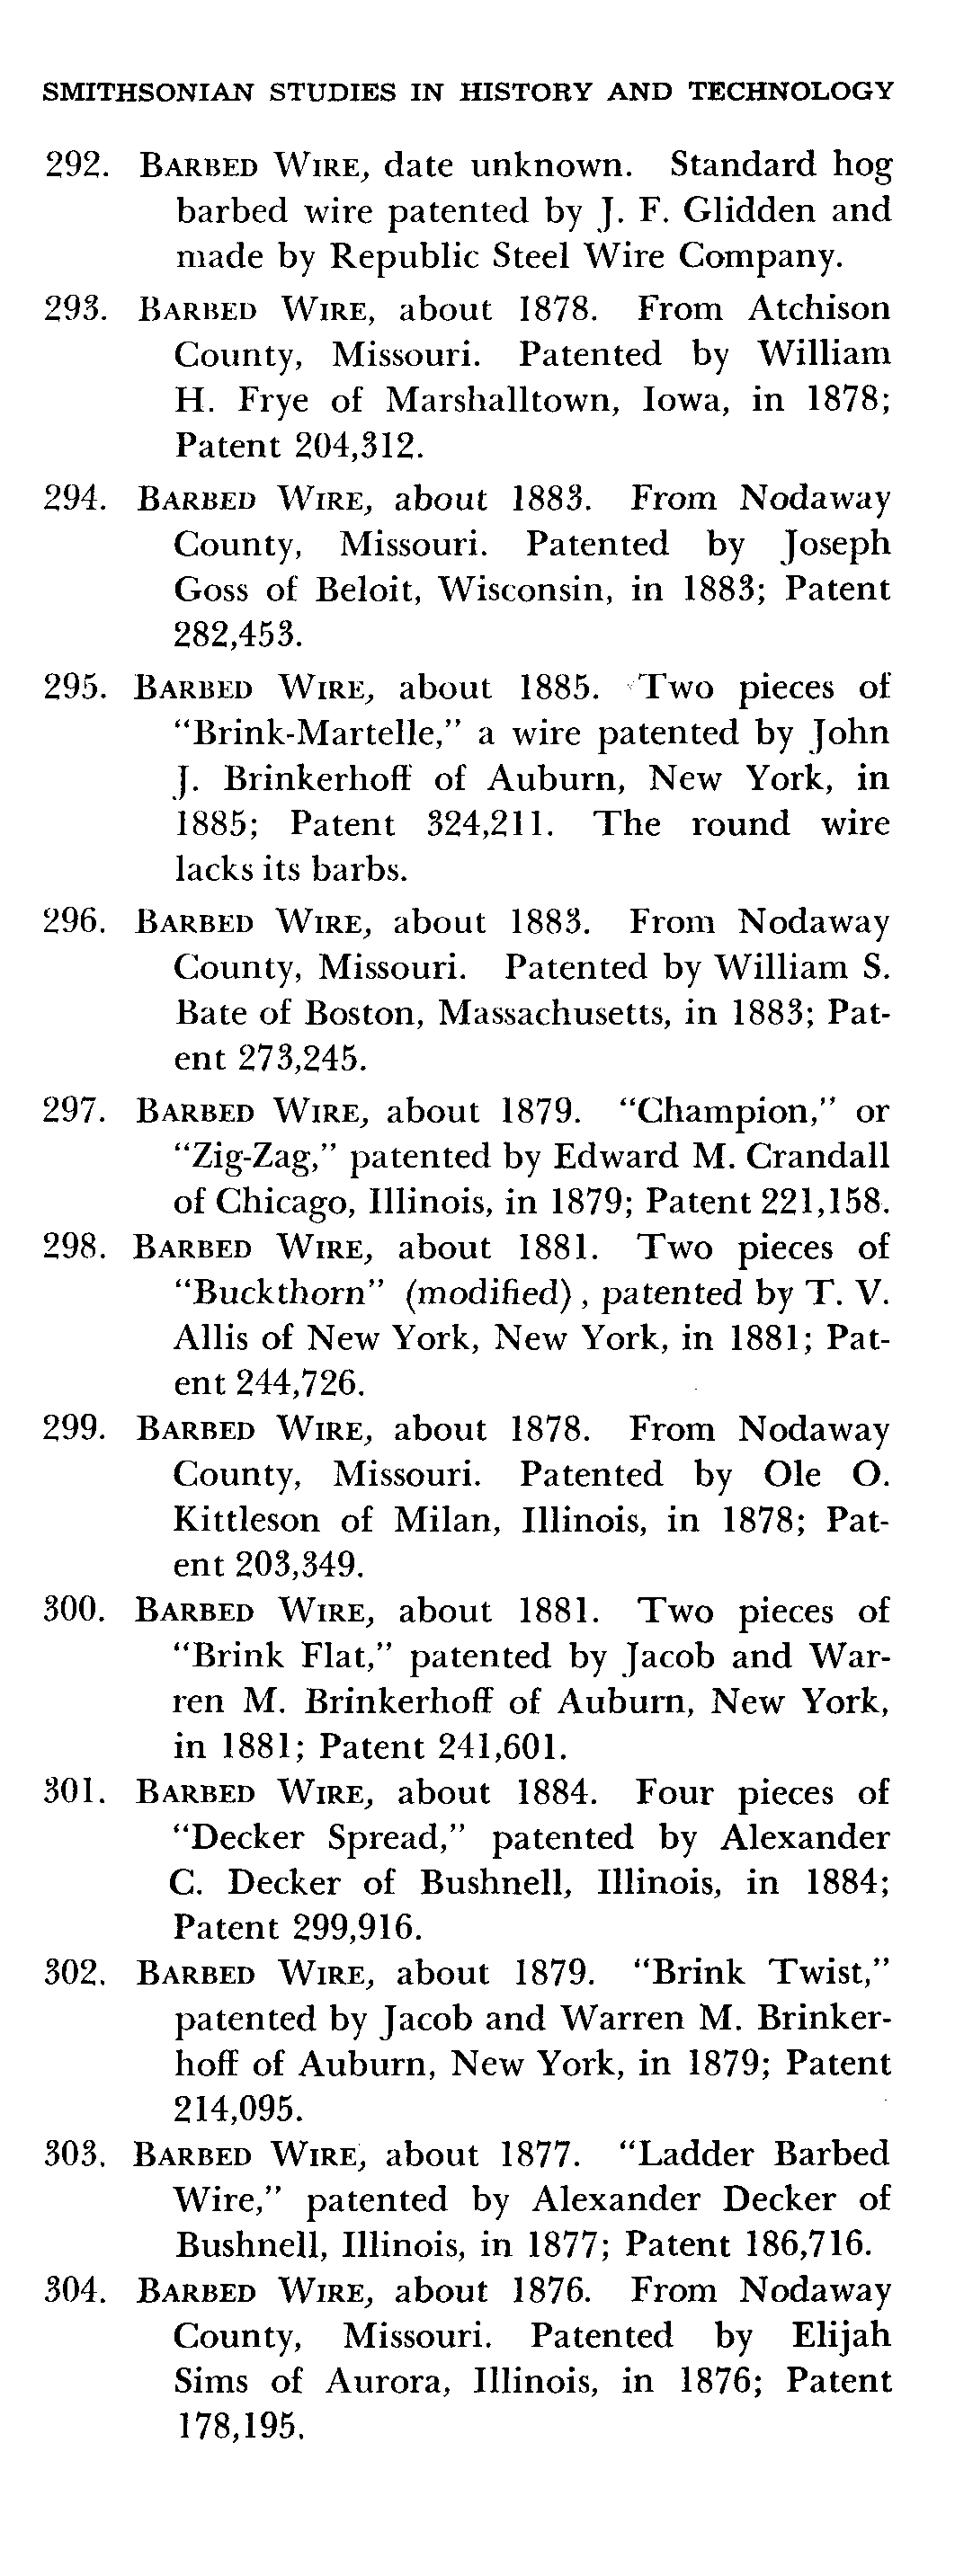 SMITHSONIAN STUDIES IN HISTORY AND TECHNOLOGY
292. BARBED WIRE, date unknown. Standard hog
barbed wire patented by J. F. Glidden and
made by Republic Steel Wire Company.
293. BARBED WIRE, about 1878. From Atchison
County, Missouri. Patented by William
H. Frye of Marshalltown, Iowa, in 1878;
Patent 204,312.
294. BARBED WIRE, about 1883. From Nodaway
County, Missouri. Patented by Joseph
Goss of Beloit, Wisconsin, in 1883; Patent
282,453.
295. BARBED WIRE, about 1885. Two pieces of
“Brink-Martelle,” a wire patented by John
J. Brinkerhoff of Auburn, New York, in
1885; Patent 324,211. The round wire
lacks its barbs.
296. BARBED WIRE, about 1883. From Nodaway
County, Missouri. Patented by William S.
Bate of Boston, Massachusetts, in 1883; Pat-
ent 273,245.
297. BARBED WIRE, about 1879. “Champion,” or
“Zig-Zag,” patented by Edward M. Crandall
of Chicago, Illinois, in 1879; Patent 221,158.
298. BARBED WIRE, about 1881. Two pieces of
“Buckthorn” (modified), patented by T. V.
Allis of New York, New York, in 1881; Pat-
ent 244,726.
299. BARBED WIRE, about 1878. From Nodaway
County, Missouri. Patented by Ole O.
Kittleson of Milan, Illinois, in 1878; Pat-
ent 203,349.
300. BARBED WIRE, about 1881. Two pieces of
“Brink Flat,” patented by Jacob and War-
ren M. Brinkerhoff of Auburn, New York,
in 1881; Patent 241,601.
301. BARBED WIRE, about 1884. Four pieces of
“Decker Spread,” patented by Alexander
C. Decker of Bushnell, Illinois, in 1884;
Patent 299,916.
302. BARBED WIRE, about 1879. “Brink Twist,”
patented by Jacob and Warren M. Brinker-
hoff of Auburn, New York, in 1879; Patent
214,095.
303. BARBED WIRE, about 1877. “Ladder Barbed
Wire,” patented by Alexander Decker of
Bushnell, Illinois, in 1877; Patent 186,716.
304. BARBED WIRE, about 1876. From Nodaway
County, Missouri. Patented by Elijah
Sims of Aurora, Illinois, in 1876; Patent
178,195.